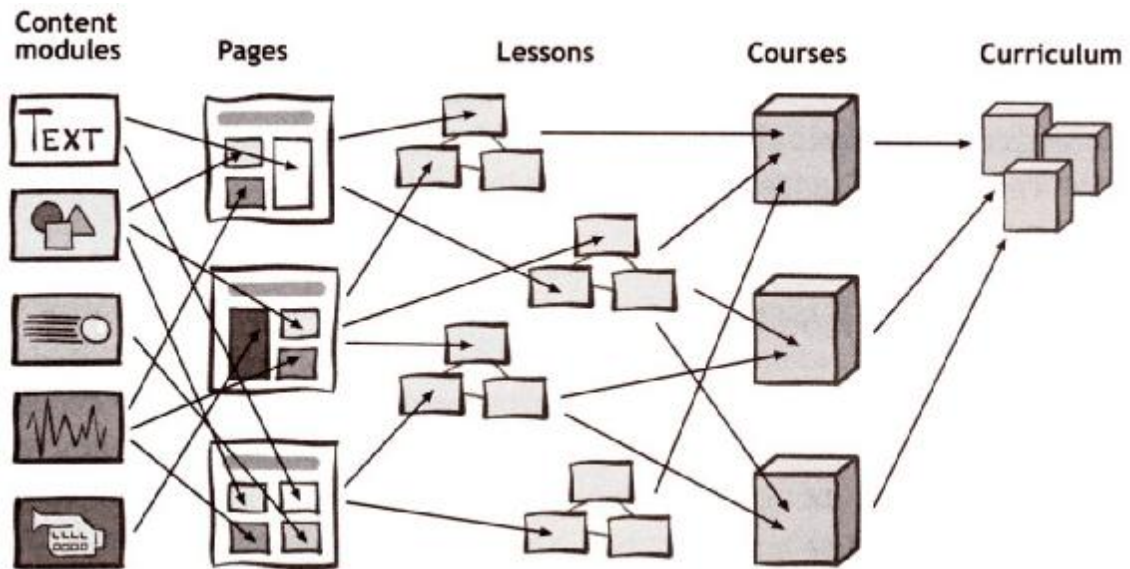 Content
modules
Pages
Lessons
Courses
Curriculum
TEXT